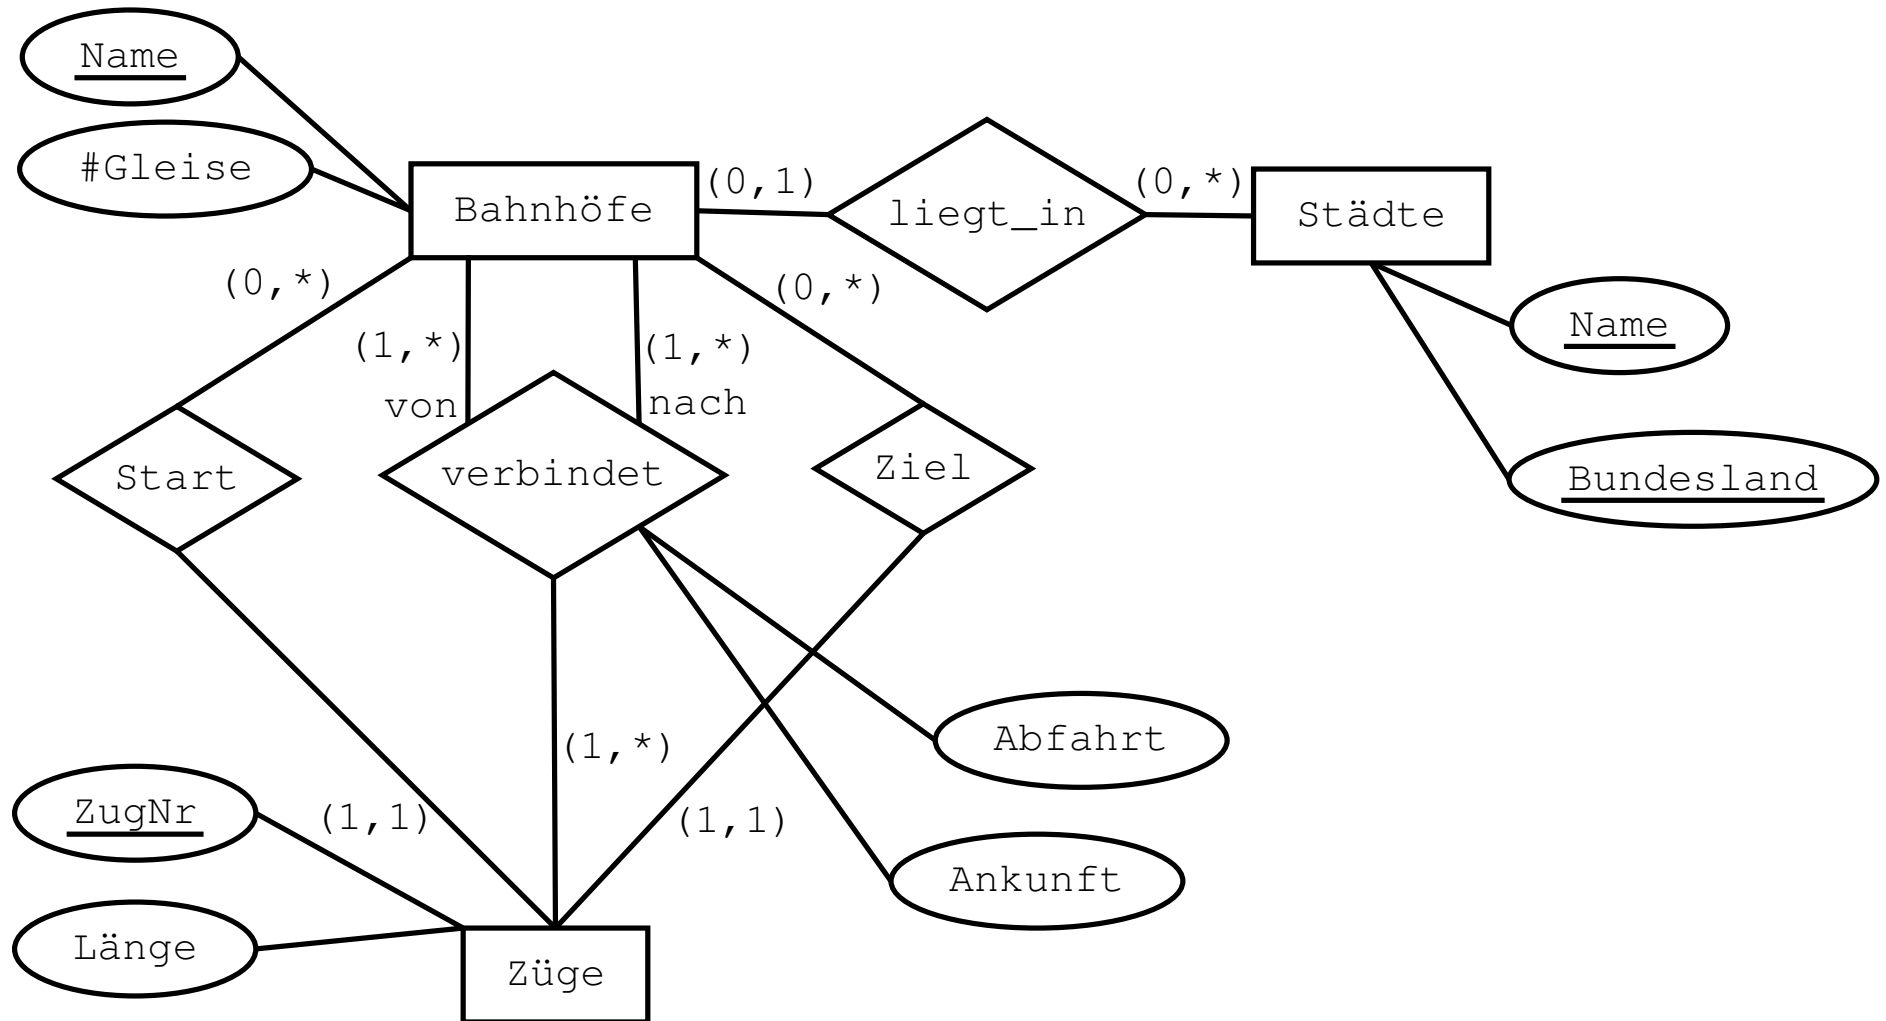 Name
#Gleise
Bahnhöfe
(0,1)
liegt_in
(0,*)
Städte
(0,*)
(0,*)
(1,*)
(1,*)
von
nach
Name
Start
verbindet
Ziel
Bundesland
(1,*)
Abfahrt
ZugNr
(1,1)
(1,1)
Ankunft
Länge
Züge